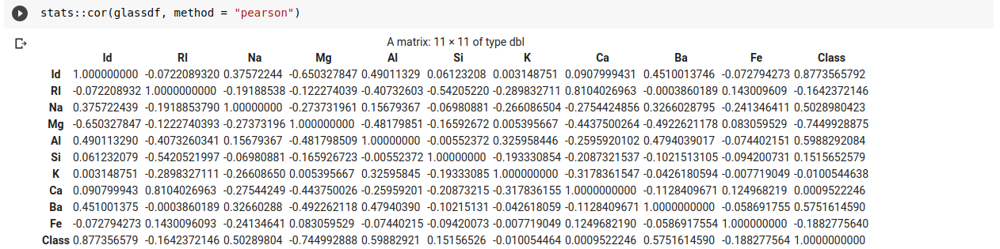 stats::cor(glassdf, method = "pearson")
A matrix: 11 × 11 of type dbl
Id RI Na Mg Al Si K Ca Ba Fe Class
Id 1.000000000 -0.0722089320 0.37572244 -0.650327847 0.49011329 0.06123208 0.003148751 0.0907999431 0.4510013746 -0.072794273 0.8773565792
RI -0.072208932 1.0000000000 -0.19188538 -0.122274039 -0.40732603 -0.54205220 -0.289832711 0.8104026963 -0.0003860189 0.143009609 -0.1642372146
Na 0.375722439 -0.1918853790 1.00000000 -0.273731961 0.15679367 -0.06980881 -0.266086504 -0.2754424856 0.3266028795 -0.241346411 0.5028980423
Mg -0.650327847 -0.1222740393 -0.27373196 1.000000000 -0.48179851 -0.16592672 0.005395667 -0.4437500264 -0.4922621178 0.083059529 -0.7449928875
Al 0.490113290 -0.4073260341 0.15679367 -0.481798509 1.00000000 -0.00552372 0.325958446 -0.2595920102 0.4794039017 -0.074402151 0.5988292084
Si 0.061232079 -0.5420521997 -0.06980881 -0.165926723 -0.00552372 1.00000000 -0.193330854 -0.2087321537 -0.1021513105 -0.094200731 0.1515652579
K 0.003148751 -0.2898327111 -0.26608650 0.005395667 0.32595845 -0.19333085 1.000000000 -0.3178361547 -0.0426180594 -0.007719049 -0.0100544638
Ca 0.090799943 0.8104026963 -0.27544249 -0.443750026 -0.25959201 -0.20873215 -0.317836155 1.0000000000 -0.1128409671 0.124968219 0.0009522246
Ba 0.451001375 -0.0003860189 0.32660288 -0.492262118 0.47940390 -0.10215131 -0.042618059 -0.1128409671 1.0000000000 -0.058691755 0.5751614590
Fe -0.072794273 0.1430096093 -0.24134641 0.083059529 -0.07440215 -0.09420073 -0.007719049 0.1249682190 -0.0586917554 1.000000000 -0.1882775640
Class 0.877356579 -0.1642372146 0.50289804 -0.744992888 0.59882921 0.15156526 -0.010054464 0.0009522246 0.5751614590 -0.188277564 1.0000000000